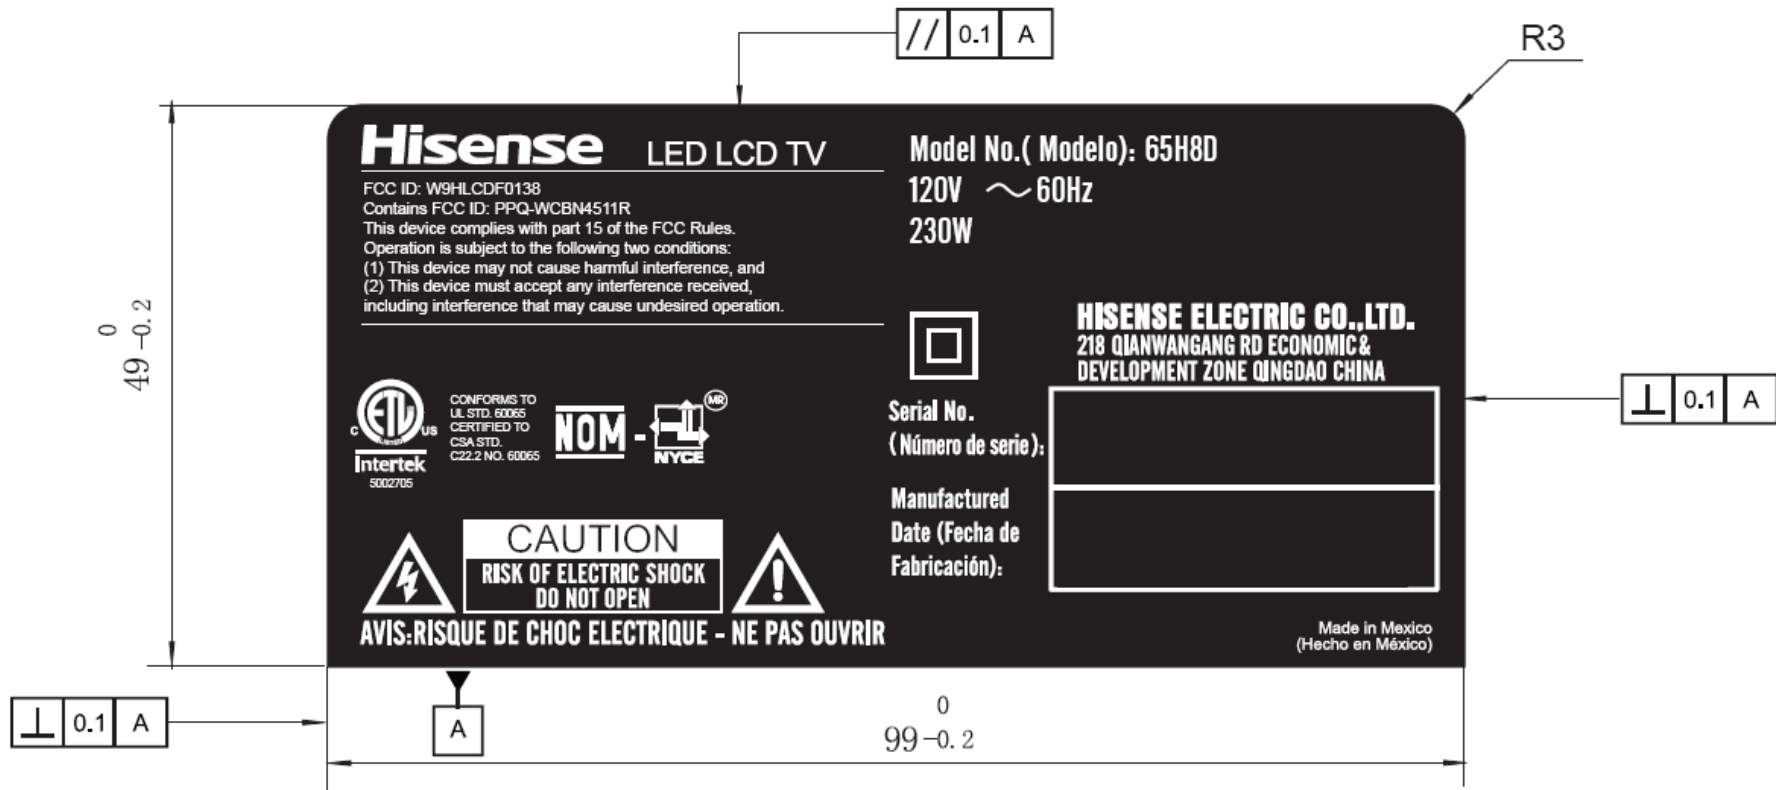 // 0.1 A
R3
Hisense LED LCD TV
FCC ID: W9HLCDF0138
Contains FCC ID: PPQ-WCBN4511R
This device complies with part 15 of the FCC Rules.
Operation is subject to the following two conditions:
(1) This device may not cause harmful interference, and
(2) This device must accept any interference received,
including interference that may cause undesired operation.
Model No.( Modelo): 65H8D
120V ～ 60Hz
230W
0
49-0.2
HISENSE ELECTRIC CO.,LTD.
218 QIANWANGANG RD ECONOMIC&
DEVELOPMENT ZONE QINGDAO CHINA
ETL
C US
LISTED
Intertek
5002705
CONFORMS TO
UL STD. 60065
CERTIFIED TO
CSA STD.
C22.2 NO. 60065
NOM -
MR
NYCE
Serial No.
(Número de serie):
Manufactured
Date (Fecha de
Fabricación):
⊥ 0.1 A
CAUTION
RISK OF ELECTRIC SHOCK
DO NOT OPEN
!
AVIS:RISQUE DE CHOC ELECTRIQUE - NE PAS OUVRIR
Made in Mexico
(Hecho en México)
⊥ 0.1 A
A
0
99-0.2